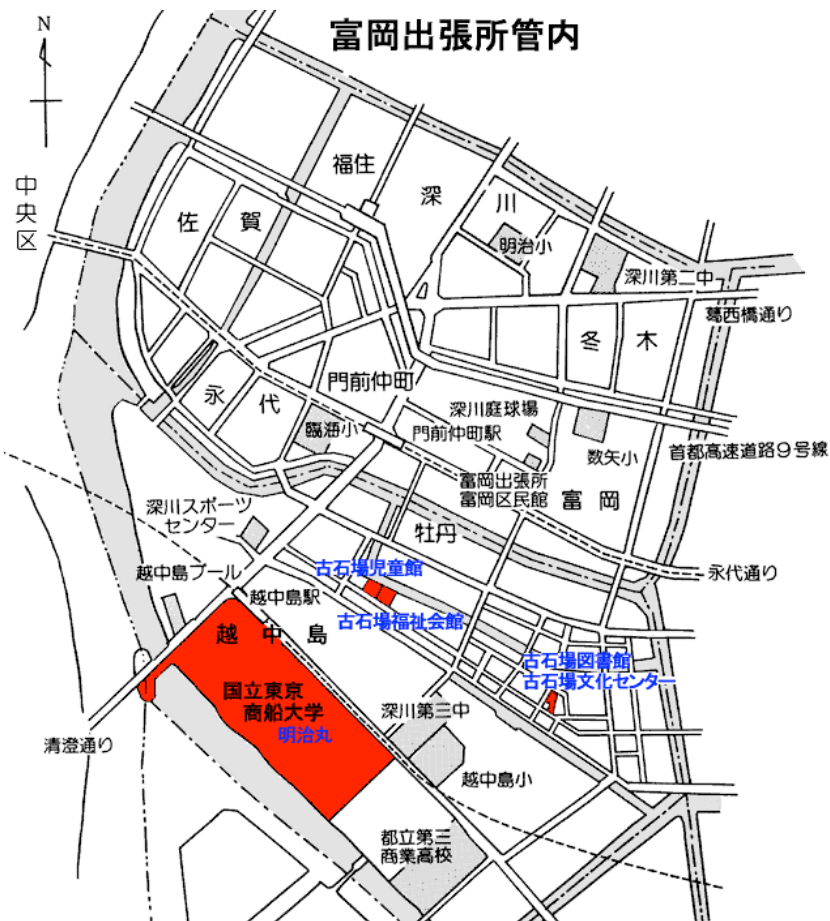 富岡出張所管内
N
中央区
福住
深川
佐賀
明治小
深川第二中
葛西橋通り
冬木
門前仲町
永代
深川庭球場
臨海小
門前仲町駅
数矢小
首都高速道路9号線
富岡出張所
富岡区民館
富岡
深川スポーツ
センター
牡丹
越中島プール
古石場児童館
永代通り
越中島駅
古石場福祉会館
越中島
古石場図書館
古石場文化センター
国立東京
商船大学
明治丸
深川第三中
清澄通り
越中島小
都立第三
商業高校